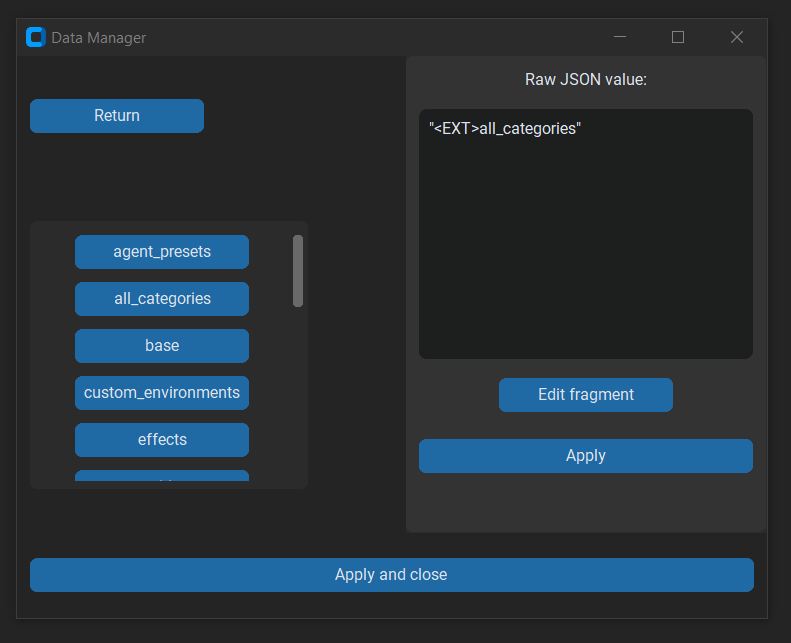 Data Manager
Return
agent_presets
all_categories
base
custom_environments
effects
Raw JSON value:
"<EXT>all_categories"
Edit fragment
Apply
Apply and close